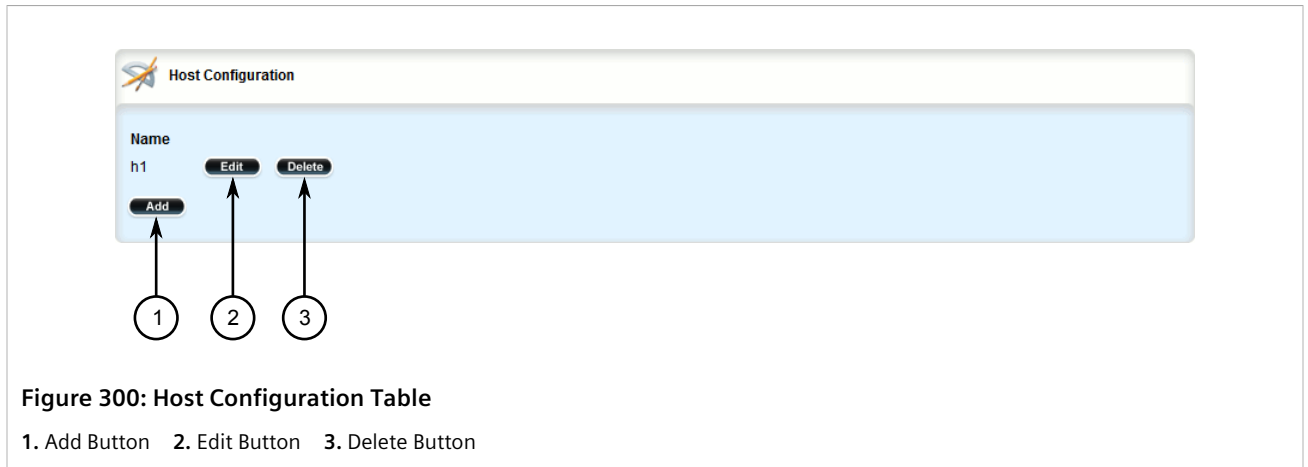 Host Configuration
Name
h1 Edit Delete
Add
1 2 3
Figure 300: Host Configuration Table
1. Add Button 2. Edit Button 3. Delete Button